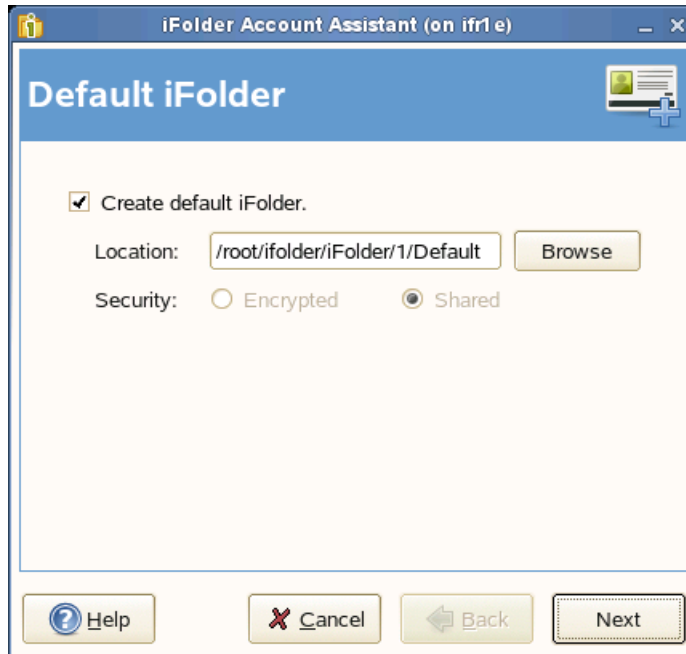 iFolder Account Assistant (on ifr1e)
Default iFolder
Create default iFolder.
Location: /root/ifolder/iFolder/1/Default Browse
Security: Encrypted Shared
Help Cancel Back Next